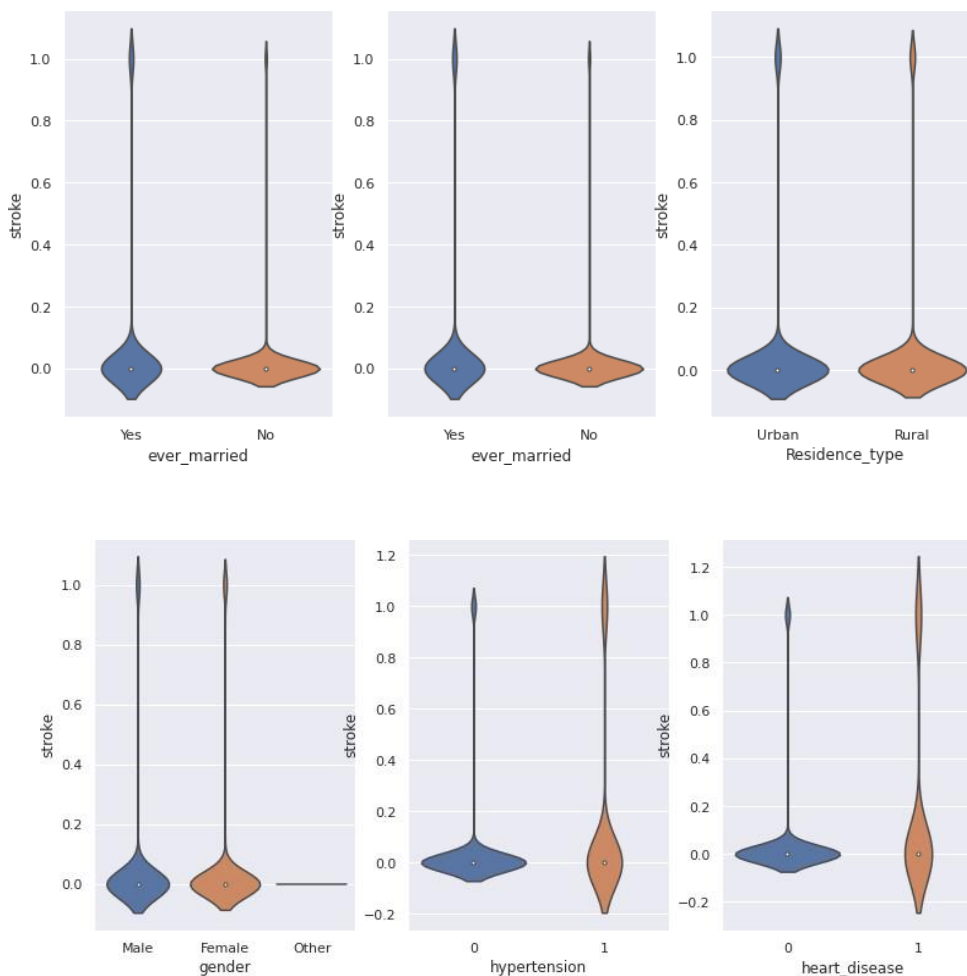 1.0
0.8
0.6
0.4
0.2
0.0
stroke
Yes No
ever_married
1.0
0.8
0.6
0.4
0.2
0.0
stroke
Yes No
ever_married
1.0
0.8
0.6
0.4
0.2
0.0
stroke
Urban Rural
Residence_type
1.0
0.8
0.6
0.4
0.2
0.0
stroke
Male Female Other
gender
1.2
1.0
0.8
0.6
0.4
0.2
0.0
−0.2
stroke
0 1
hypertension
1.2
1.0
0.8
0.6
0.4
0.2
0.0
−0.2
stroke
0 1
heart_disease